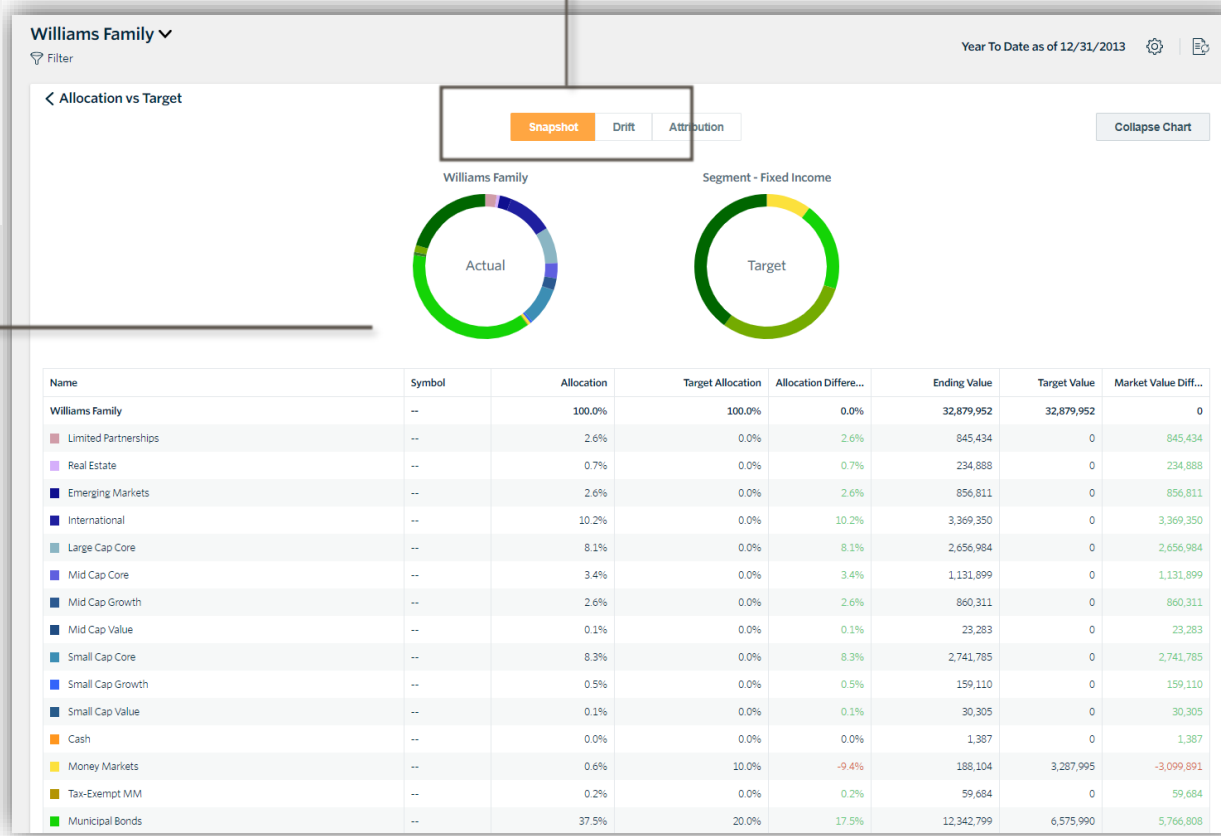 Williams Family
Filter
Year To Date as of 12/31/2013
Allocation vs Target
Snapshot Drift Attribution
Collapse Chart
Williams Family Segment - Fixed Income
Actual Target
Name Symbol Allocation Target Allocation Allocation Differe... Ending Value Target Value Market Value Diff...
Williams Family -- 100.0% 100.0% 0.0% 32,879,952 32,879,952 0
Limited Partnerships -- 2.6% 0.0% 2.6% 845,434 0 845,434
Real Estate -- 0.7% 0.0% 0.7% 234,888 0 234,888
Emerging Markets -- 2.6% 0.0% 2.6% 856,811 0 856,811
International -- 10.2% 0.0% 10.2% 3,369,350 0 3,369,350
Large Cap Core -- 8.1% 0.0% 8.1% 2,656,984 0 2,656,984
Mid Cap Core -- 3.4% 0.0% 3.4% 1,131,899 0 1,131,899
Mid Cap Growth -- 2.6% 0.0% 2.6% 860,311 0 860,311
Mid Cap Value -- 0.1% 0.0% 0.1% 23,283 0 23,283
Small Cap Core -- 8.3% 0.0% 8.3% 2,741,785 0 2,741,785
Small Cap Growth -- 0.5% 0.0% 0.5% 159,110 0 159,110
Small Cap Value -- 0.1% 0.0% 0.1% 30,305 0 30,305
Cash -- 0.0% 0.0% 0.0% 1,387 0 1,387
Money Markets -- 0.6% 10.0% -9.4% 188,104 3,287,995 -3,099,891
Tax-Exempt MM -- 0.2% 0.0% 0.2% 59,684 0 59,684
Municipal Bonds -- 37.5% 20.0% 17.5% 12,342,799 6,575,990 5,766,808